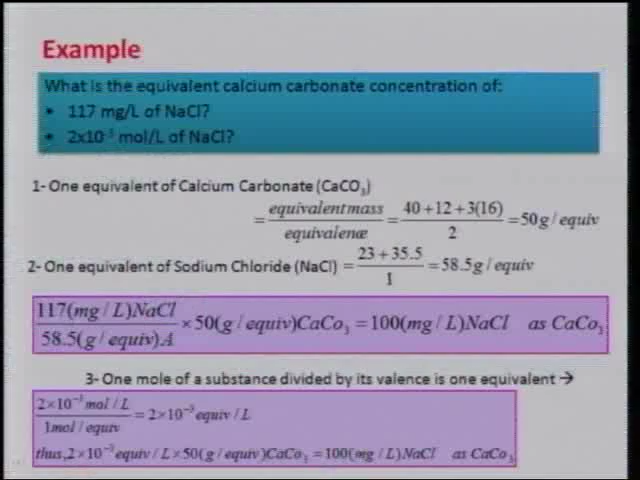 Example
What is the equivalent calcium carbonate concentration of:
• 117 mg/L of NaCl?
• 2x10⁻³ mol/L of NaCl?
1- One equivalent of Calcium Carbonate (CaCO₃)
= equivalent mass / equivalence = 40+12+3(16) / 2 = 50 g / equiv
2- One equivalent of Sodium Chloride (NaCl) = 23+35.5 / 1 = 58.5 g / equiv
117(mg / L)NaCl / 58.5(g / equiv)A × 50(g / equiv)CaCo₃ = 100(mg / L)NaCl as CaCo₃
3- One mole of a substance divided by its valence is one equivalent →
2×10⁻³ mol / L / 1mol / equiv = 2×10⁻³ equiv / L
thus, 2×10⁻³ equiv / L×50(g / equiv)CaCo₃ = 100(mg / L)NaCl as CaCo₃